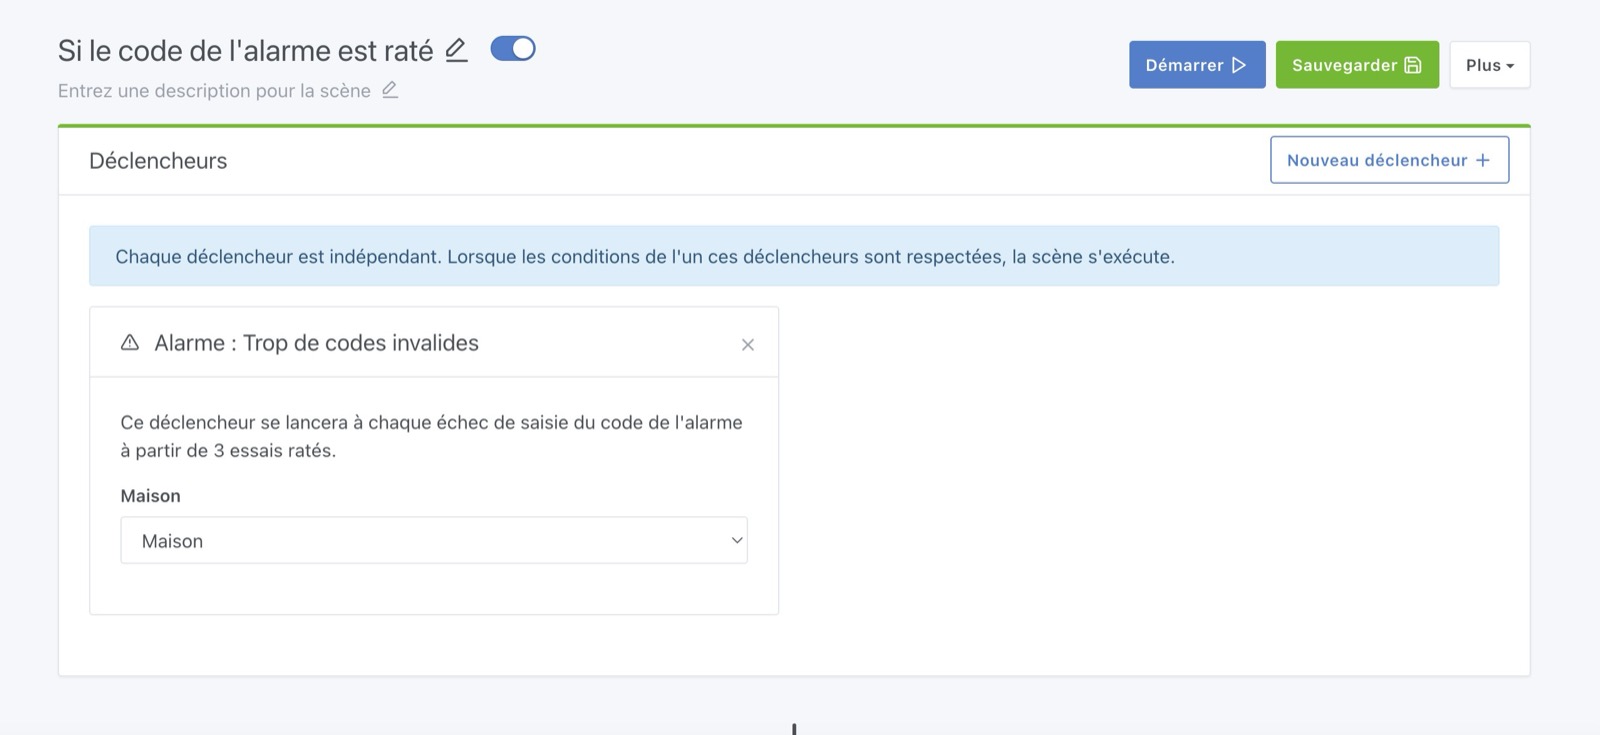 Si le code de l'alarme est raté
Entrez une description pour la scène
Démarrer
Sauvegarder
Plus
Déclencheurs
Nouveau déclencheur +
Chaque déclencheur est indépendant. Lorsque les conditions de l'un ces déclencheurs sont respectées, la scène s'exécute.
Alarme : Trop de codes invalides
Ce déclencheur se lancera à chaque échec de saisie du code de l'alarme
à partir de 3 essais ratés.
Maison
Maison